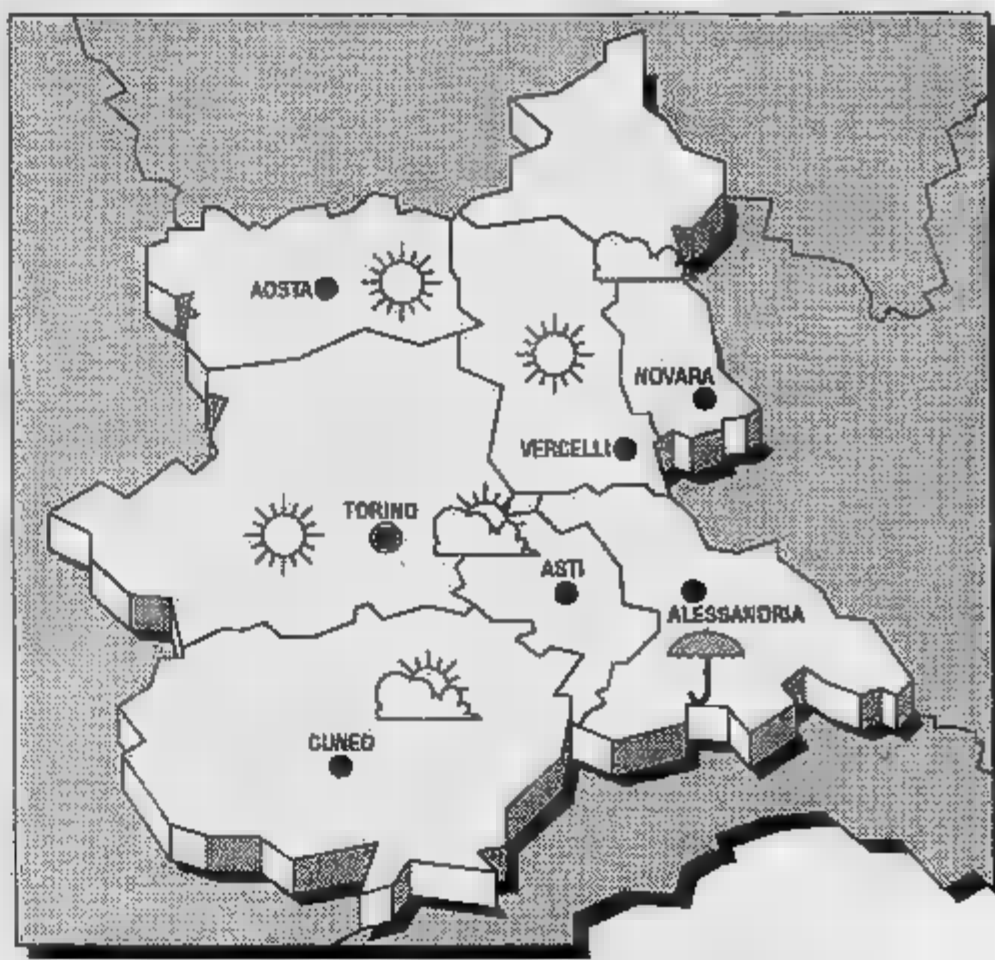 AOSTA
NOVARA
VERCELLI
TORINO
ASTI
ALESSANDRIA
CUNEO